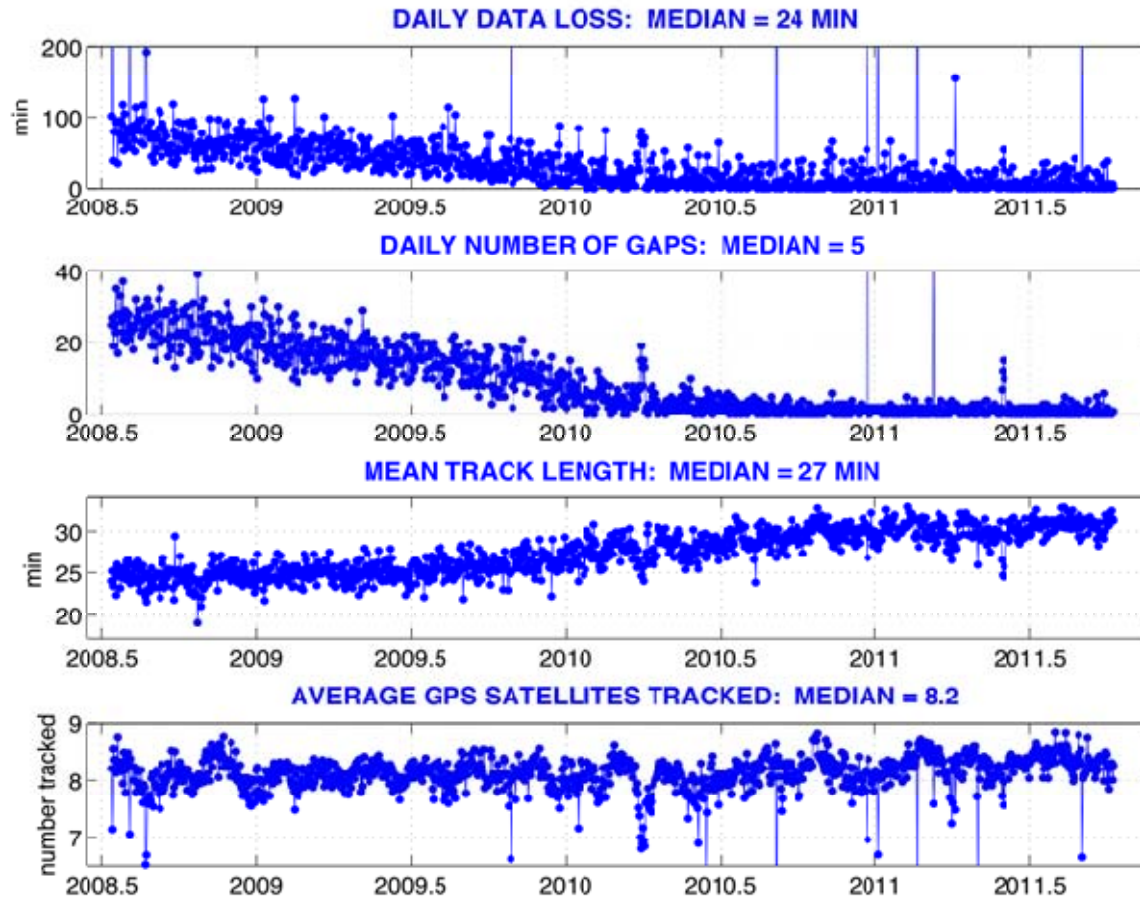 DAILY DATA LOSS: MEDIAN = 24 MIN
200
100
0
min
2008.5 2009 2009.5 2010 2010.5 2011 2011.5
DAILY NUMBER OF GAPS: MEDIAN = 5
40
20
0
2008.5 2009 2009.5 2010 2010.5 2011 2011.5
MEAN TRACK LENGTH: MEDIAN = 27 MIN
30
25
20
min
2008.5 2009 2009.5 2010 2010.5 2011 2011.5
AVERAGE GPS SATELLITES TRACKED: MEDIAN = 8.2
9
8
7
number tracked
2008.5 2009 2009.5 2010 2010.5 2011 2011.5